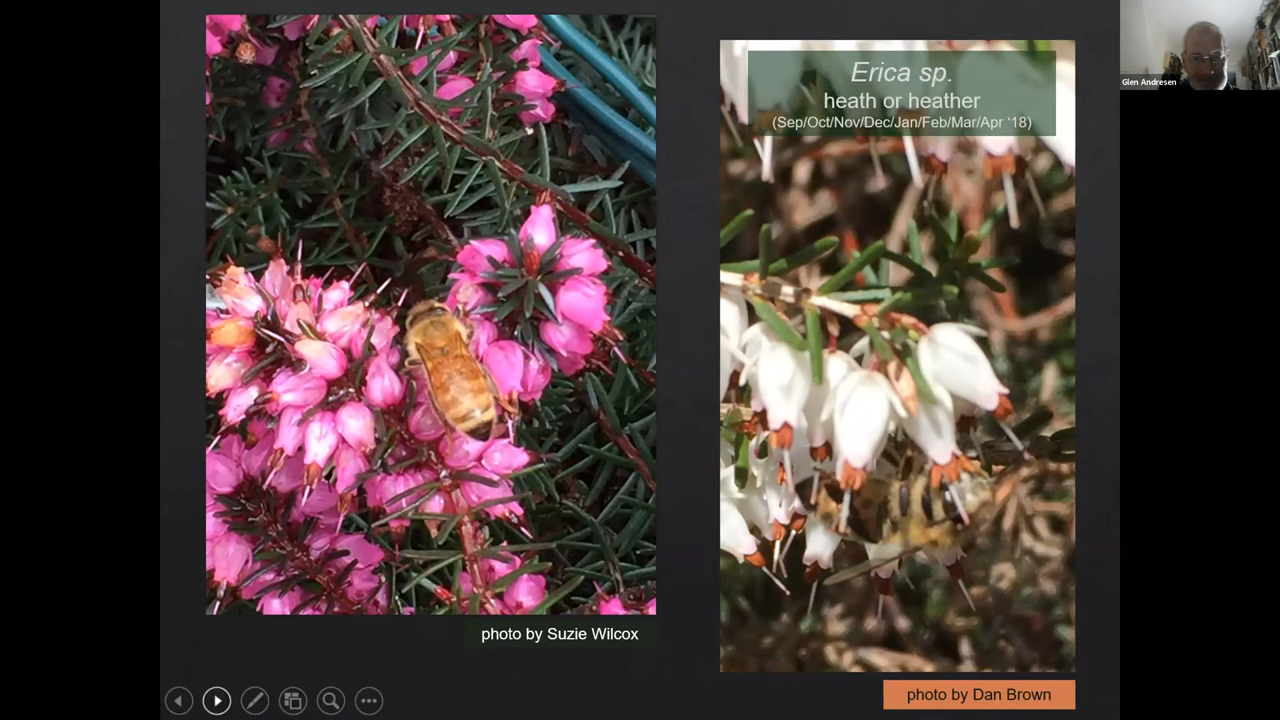 Erica sp.
heath or heather
(Sep/Oct/Nov/Dec/Jan/Feb/Mar/Apr '18)
Glen Andresen
photo by Suzie Wilcox
photo by Dan Brown